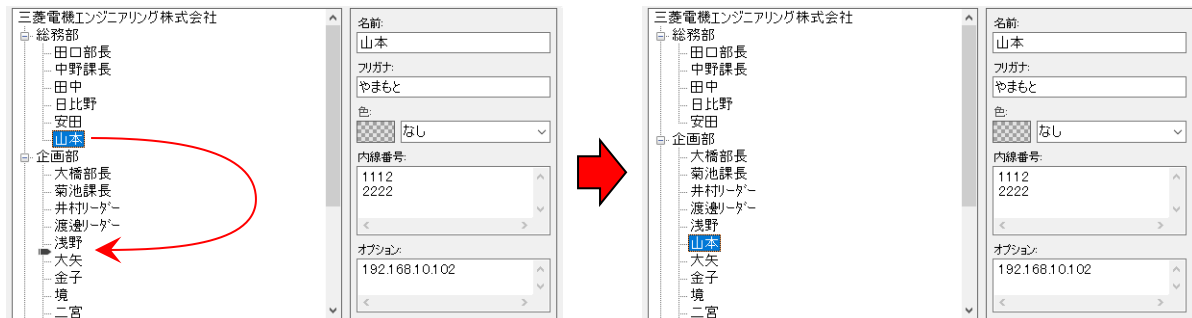 三菱電機エンジニアリング株式会社
総務部
田口部長
中野課長
田中
日比野
安田
山本
企画部
大橋部長
菊池課長
井村リーダー
渡邊リーダー
浅野
大矢
金子
境
二宮
名前:
山本
フリガナ:
やまもと
色:
なし
内線番号:
1112
2222
オプション:
192.168.10.102
三菱電機エンジニアリング株式会社
総務部
田口部長
中野課長
田中
日比野
安田
企画部
大橋部長
菊池課長
井村リーダー
渡邊リーダー
浅野
山本
大矢
金子
境
二宮
名前:
山本
フリガナ:
やまもと
色:
なし
内線番号:
1112
2222
オプション:
192.168.10.102